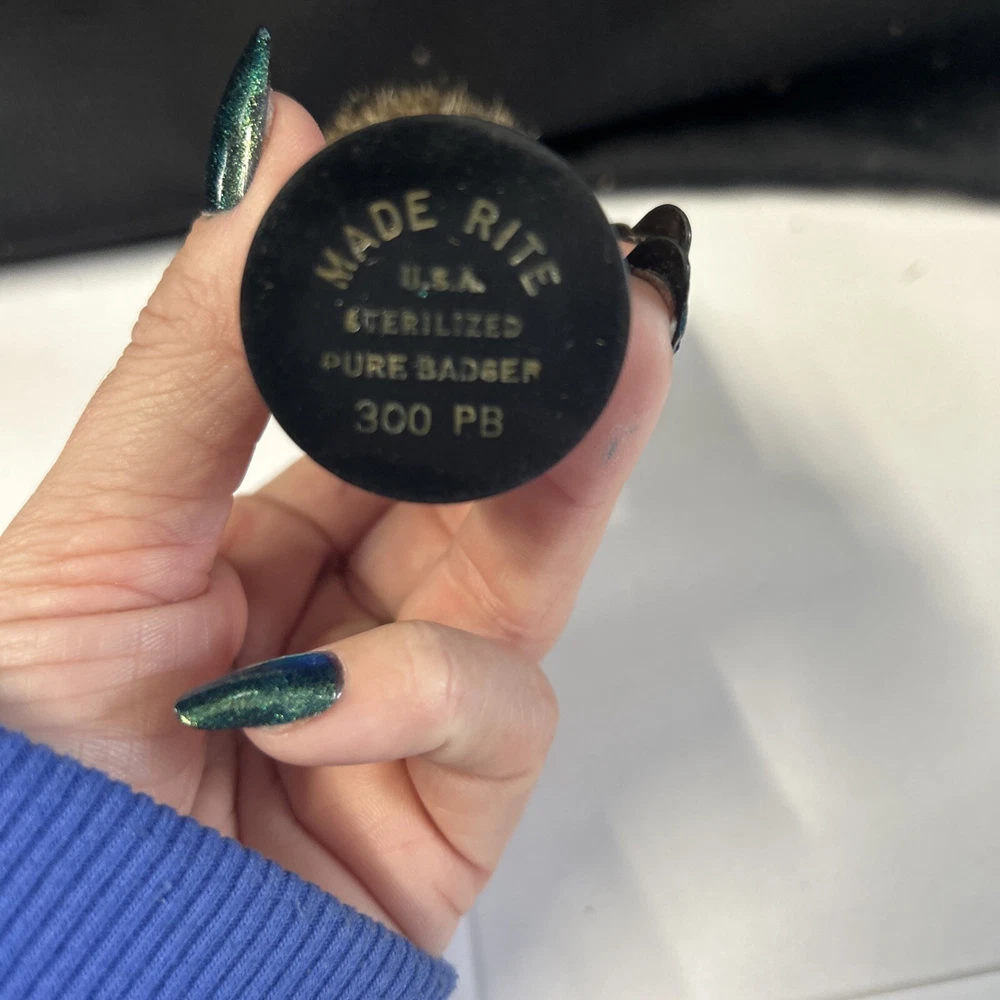 MADE RITE
U.S.A.
STERILIZED
PURE BADGER
300 PB